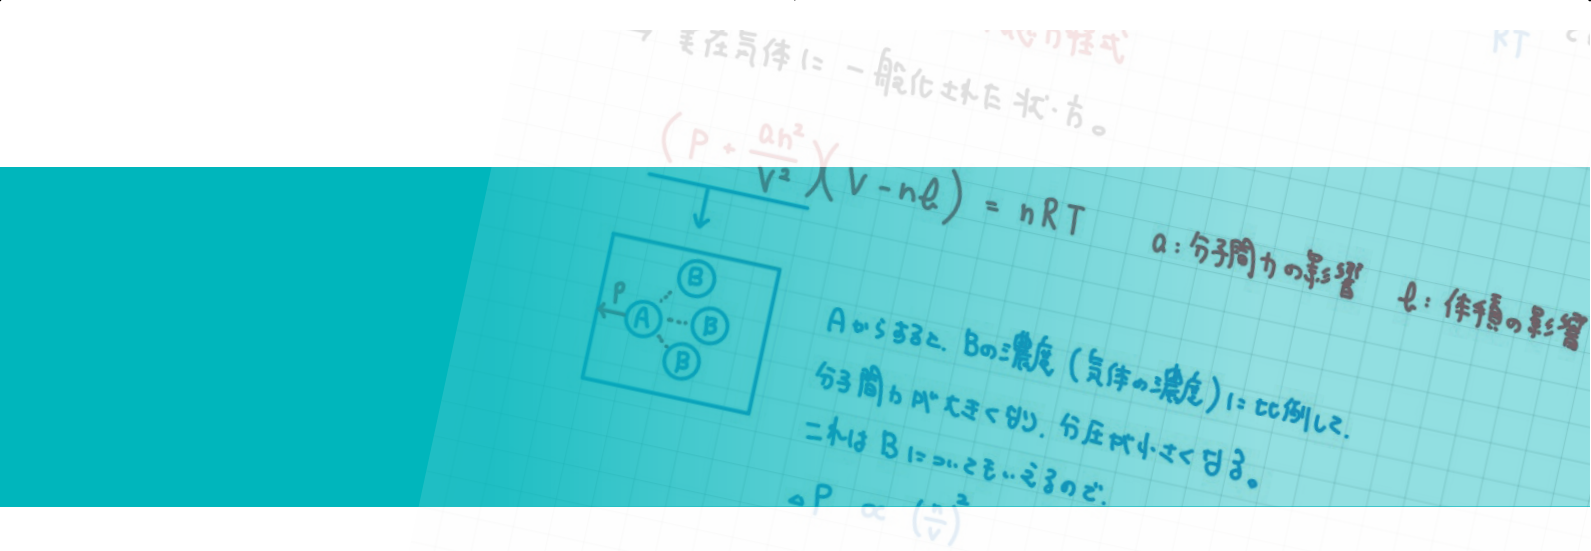 実在気体に一般化された状・方。
方程式
RT
(P + an²/V²)(V - nb) = nRT
a:分子間力の影響 b:体積の影響
P
A B B B
Aからすると、Bの濃度(気体の濃度)に比例して、
分子間力が大きくなり、分圧が小さくなる。
これはBについてもいえるので、
△P ∝ (n/V)²